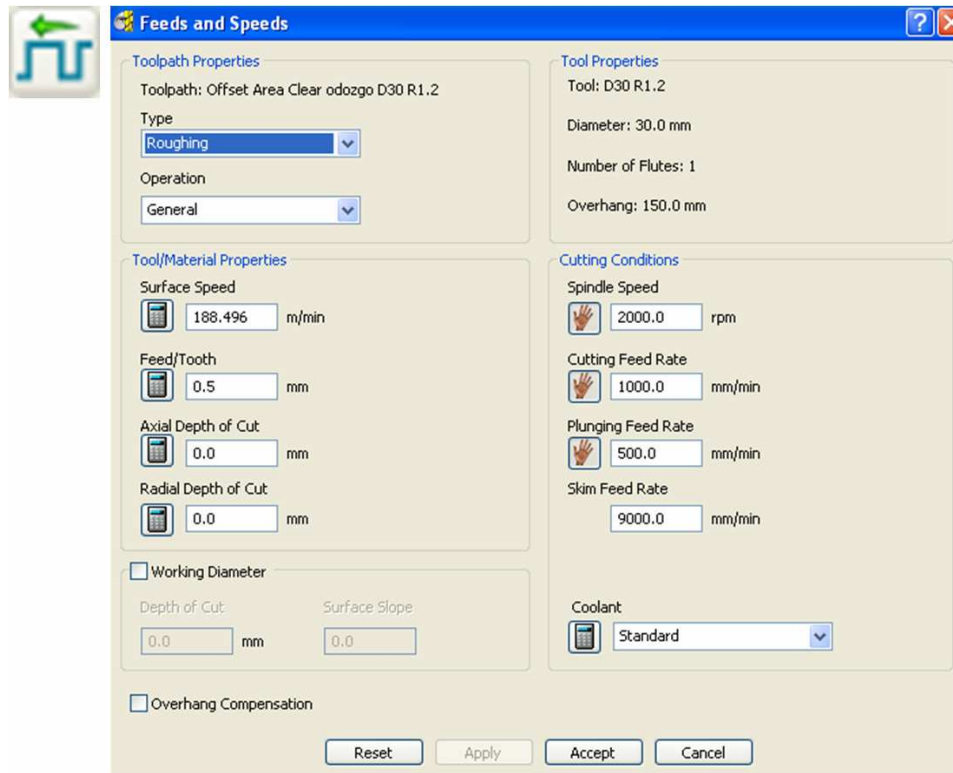 Feeds and Speeds
Toolpath Properties
Toolpath: Offset Area Clear odozgo D30 R1.2
Type
Roughing
Operation
General
Tool Properties
Tool: D30 R1.2
Diameter: 30.0 mm
Number of Flutes: 1
Overhang: 150.0 mm
Tool/Material Properties
Surface Speed
188.496 m/min
Feed/Tooth
0.5 mm
Axial Depth of Cut
0.0 mm
Radial Depth of Cut
0.0 mm
Cutting Conditions
Spindle Speed
2000.0 rpm
Cutting Feed Rate
1000.0 mm/min
Plunging Feed Rate
500.0 mm/min
Skim Feed Rate
9000.0 mm/min
Working Diameter
Depth of Cut Surface Slope
0.0 mm 0.0
Coolant
Standard
Overhang Compensation
Reset Apply Accept Cancel